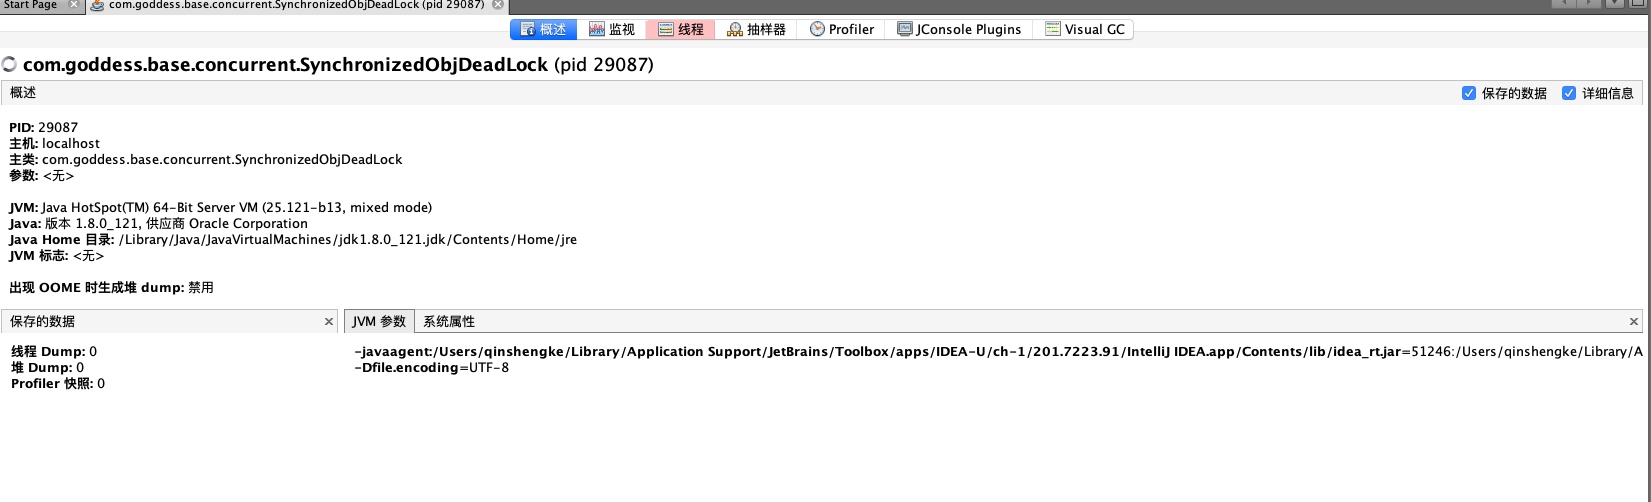 Start Page
com.goddess.base.concurrent.SynchronizedObjDeadLock (pid 29087)
概述 监视 线程 抽样器 Profiler JConsole Plugins Visual GC
com.goddess.base.concurrent.SynchronizedObjDeadLock (pid 29087)
概述
保存的数据 详细信息
PID: 29087
主机: localhost
主类: com.goddess.base.concurrent.SynchronizedObjDeadLock
参数: <无>
JVM: Java HotSpot(TM) 64-Bit Server VM (25.121-b13, mixed mode)
Java: 版本 1.8.0_121, 供应商 Oracle Corporation
Java Home 目录: /Library/Java/JavaVirtualMachines/jdk1.8.0_121.jdk/Contents/Home/jre
JVM 标志: <无>
出现 OOME 时生成堆 dump: 禁用
保存的数据
线程 Dump: 0
堆 Dump: 0
Profiler 快照: 0
JVM 参数 系统属性
-javaagent:/Users/qinshengke/Library/Application Support/JetBrains/Toolbox/apps/IDEA-U/ch-1/201.7223.91/IntelliJ IDEA.app/Contents/lib/idea_rt.jar=51246:/Users/qinshengke/Library/A
-Dfile.encoding=UTF-8